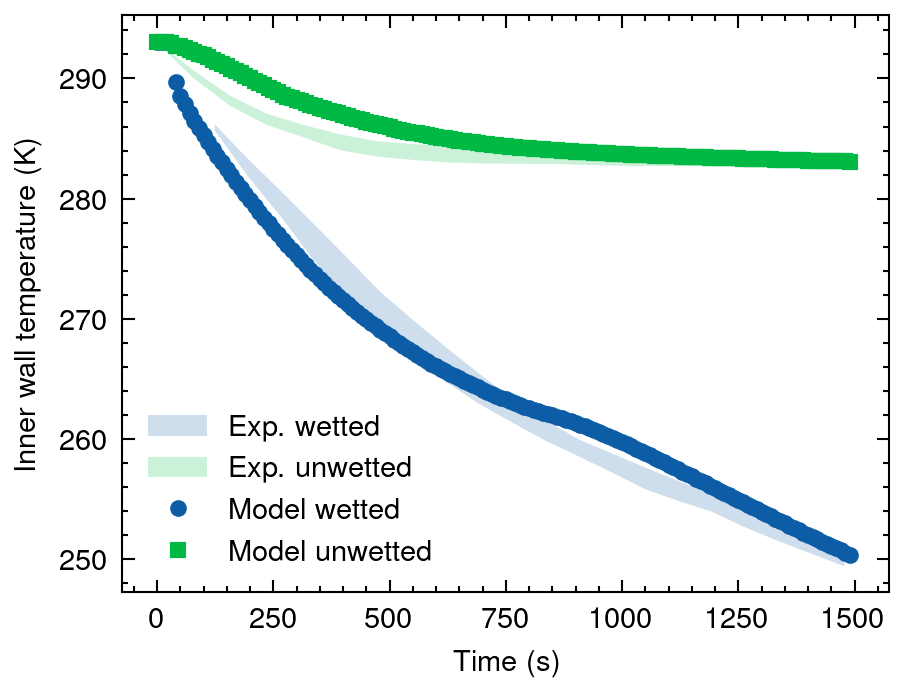 Inner wall temperature (K)
290
280
270
260
250
Exp. wetted
Exp. unwetted
Model wetted
Model unwetted
0 250 500 750 1000 1250 1500
Time (s)